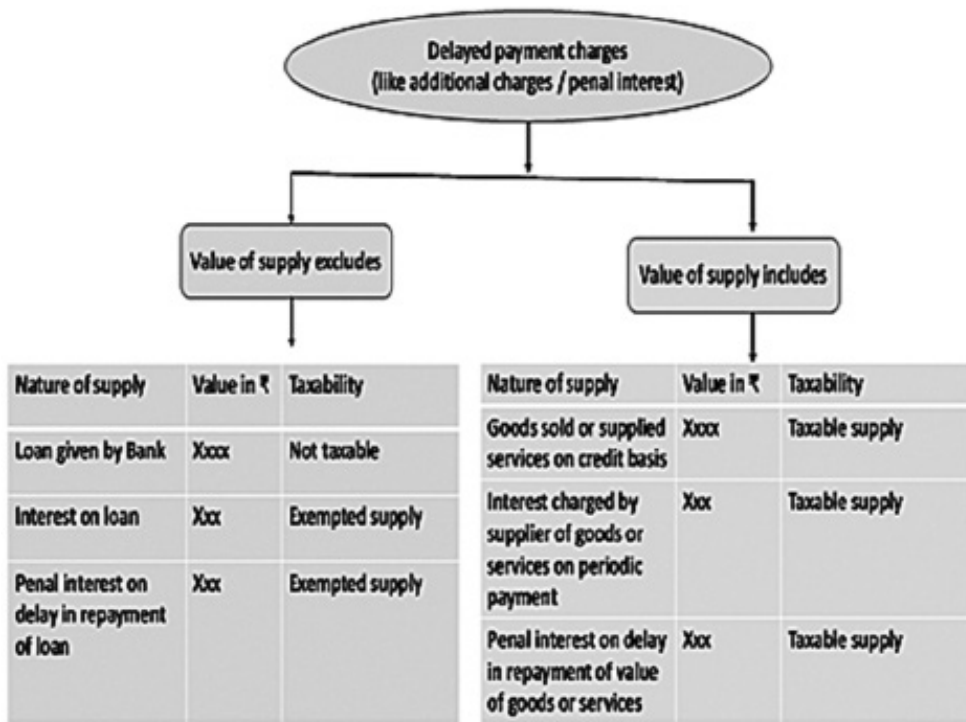 Delayed payment charges
(like additional charges / penal interest)
Value of supply excludes
Value of supply includes
Nature of supply Value in ₹ Taxability
Loan given by Bank Xxxx Not taxable
Interest on loan Xxx Exempted supply
Penal interest on Xxx Exempted supply
delay in repayment
of loan
Nature of supply Value in ₹ Taxability
Goods sold or supplied Xxxx Taxable supply
services on credit basis
Interest charged by Xxx Taxable supply
supplier of goods or
services on periodic
payment
Penal interest on delay Xxx Taxable supply
in repayment of value
of goods or services